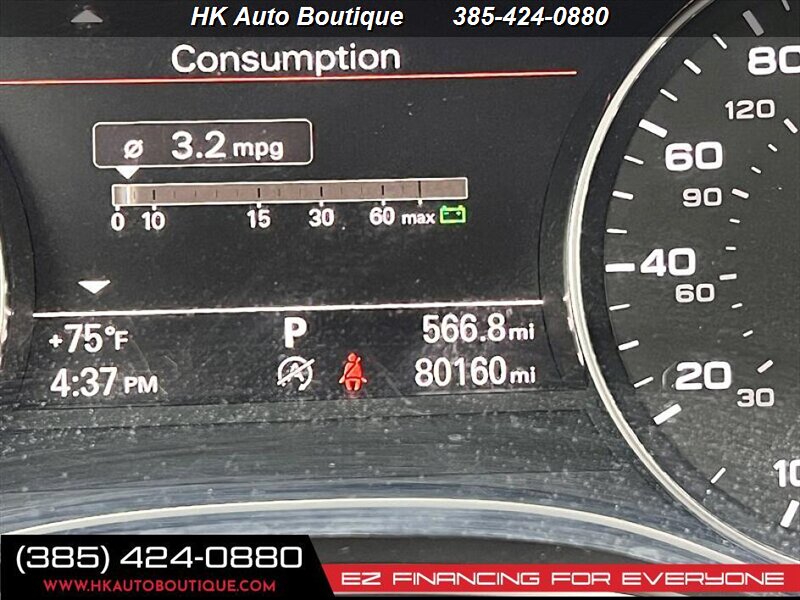 HK Auto Boutique 385-424-0880
Consumption
ø 3.2 mpg
0 10 15 30 60 max
+75°F P 566.8 mi
4:37 PM A 80160 mi
80
120
60
90
40
60
20
30
10
(385) 424-0880
WWW.HKAUTOBOUTIQUE.COM
EZ FINANCING FOR EVERYONE